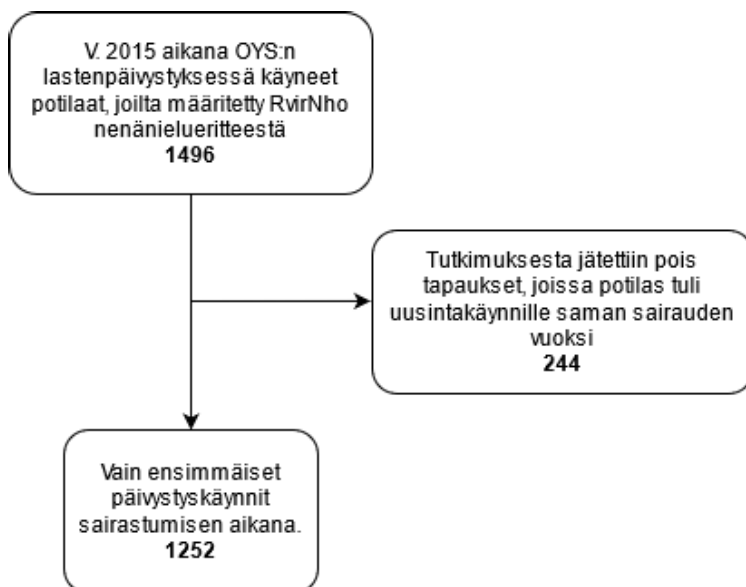 V. 2015 aikana OYS:n
lastenpäivystyksessä käyneet
potilaat, joilta määritetty RvirNho
nenänielueritteestä
1496
Tutkimuksesta jätettiin pois
tapaukset, joissa potilas tuli
uusintakäynnille saman sairauden
vuoksi
244
Vain ensimmäiset
päivystyskäynnit
sairastumisen aikana.
1252